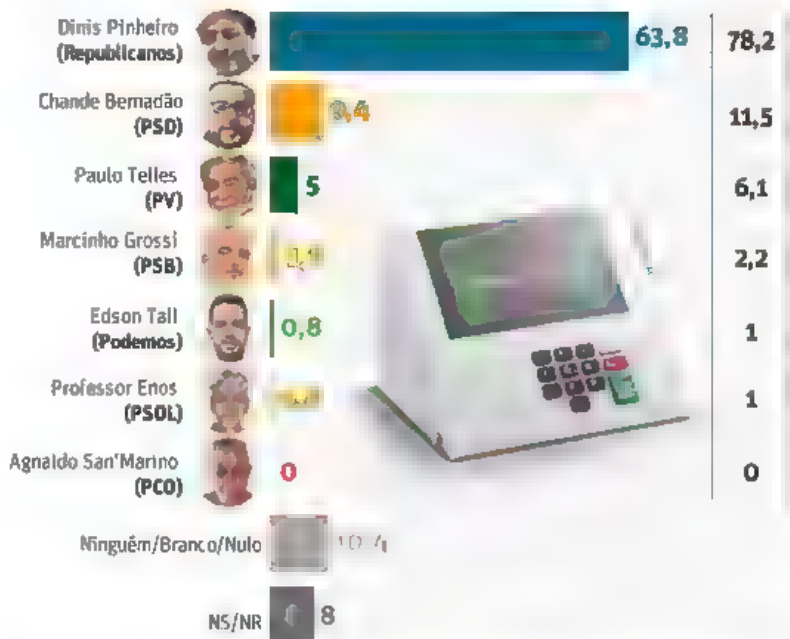 Dinis Pinheiro
(Republicanos)
63,8
78,2
Chande Bernadão
(PSD)
11,5
Paulo Telles
(PV)
5
6,1
Marcinho Grossi
(PSB)
2,2
Edson Tall
(Podemos)
0,8
1
Professor Enos
(PSOL)
1
Agnaldo San'Marino
(PCO)
0
0
Ninguém/Branco/Nulo
NS/NR
8